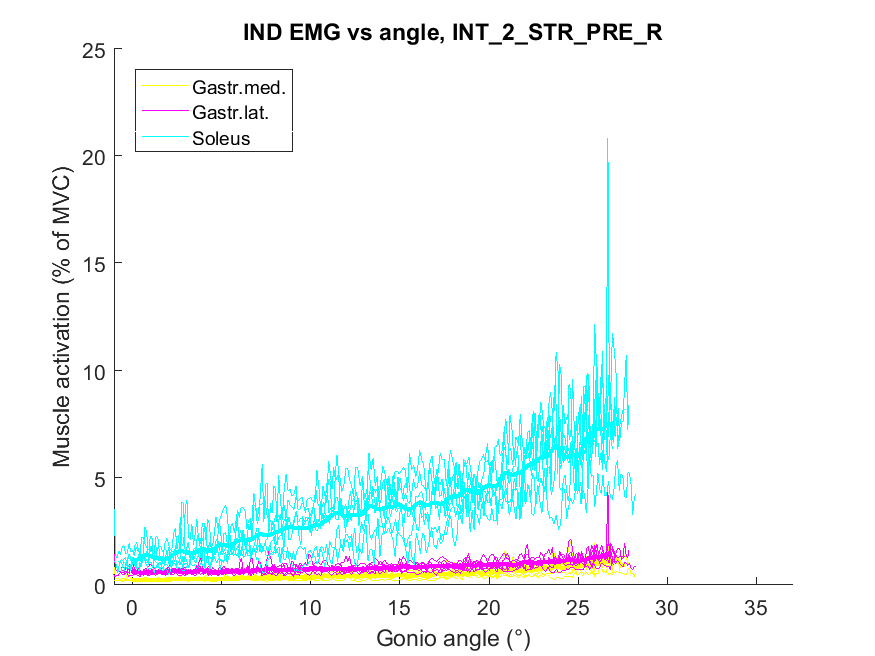 IND EMG vs angle, INT_2_STR_PRE_R
25
20
15
10
5
0
Muscle activation (% of MVC)
Gastr.med.
Gastr.lat.
Soleus
0 5 10 15 20 25 30 35
Gonio angle (°)